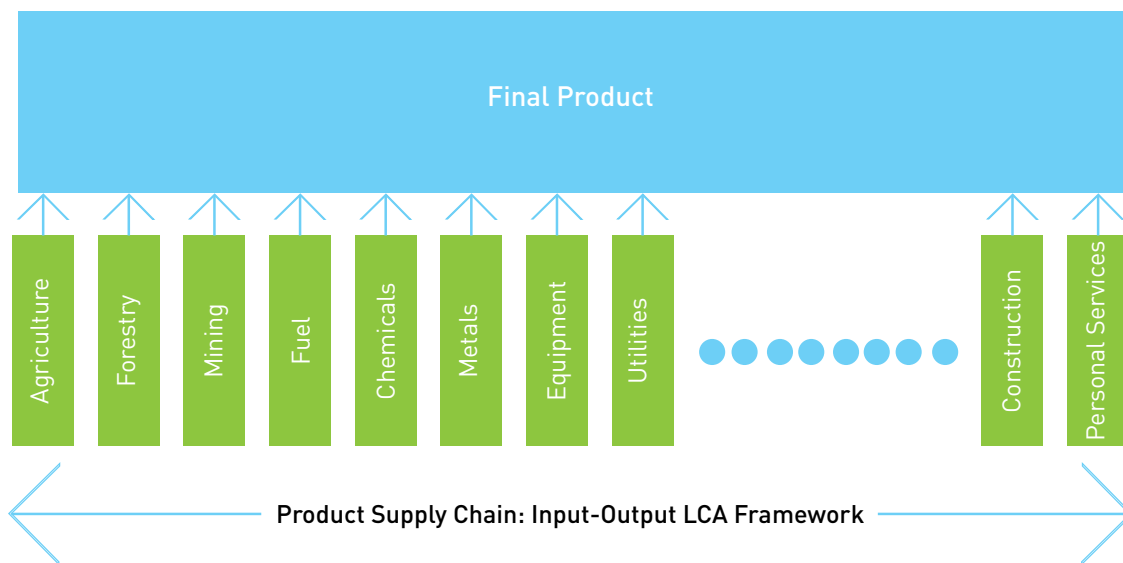 Final Product
Agriculture
Forestry
Mining
Fuel
Chemicals
Metals
Equipment
Utilities
Construction
Personal Services
Product Supply Chain: Input-Output LCA Framework